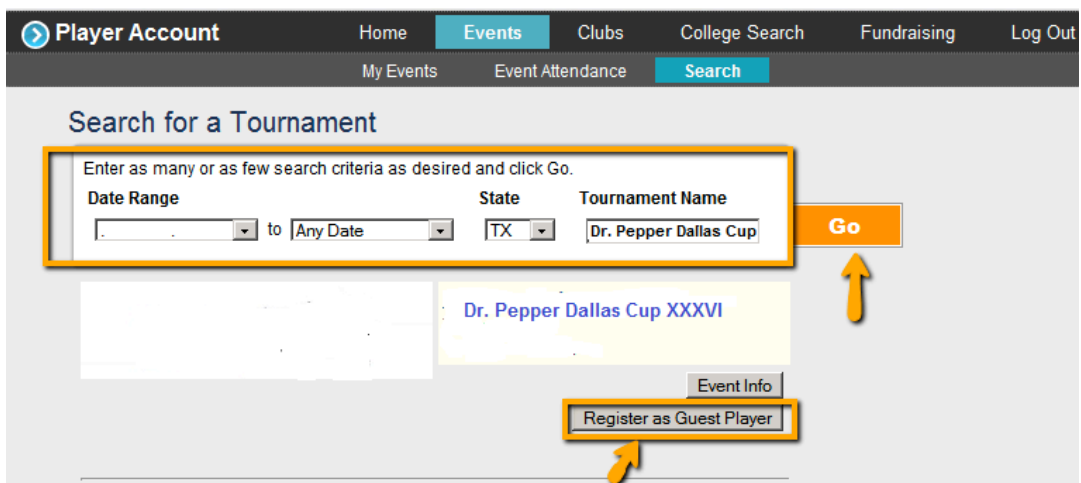 Player Account Home Events Clubs College Search Fundraising Log Out
My Events Event Attendance Search
Search for a Tournament
Enter as many or as few search criteria as desired and click Go.
Date Range State Tournament Name
to Any Date TX Dr. Pepper Dallas Cup Go
Dr. Pepper Dallas Cup XXXVI
Event Info
Register as Guest Player